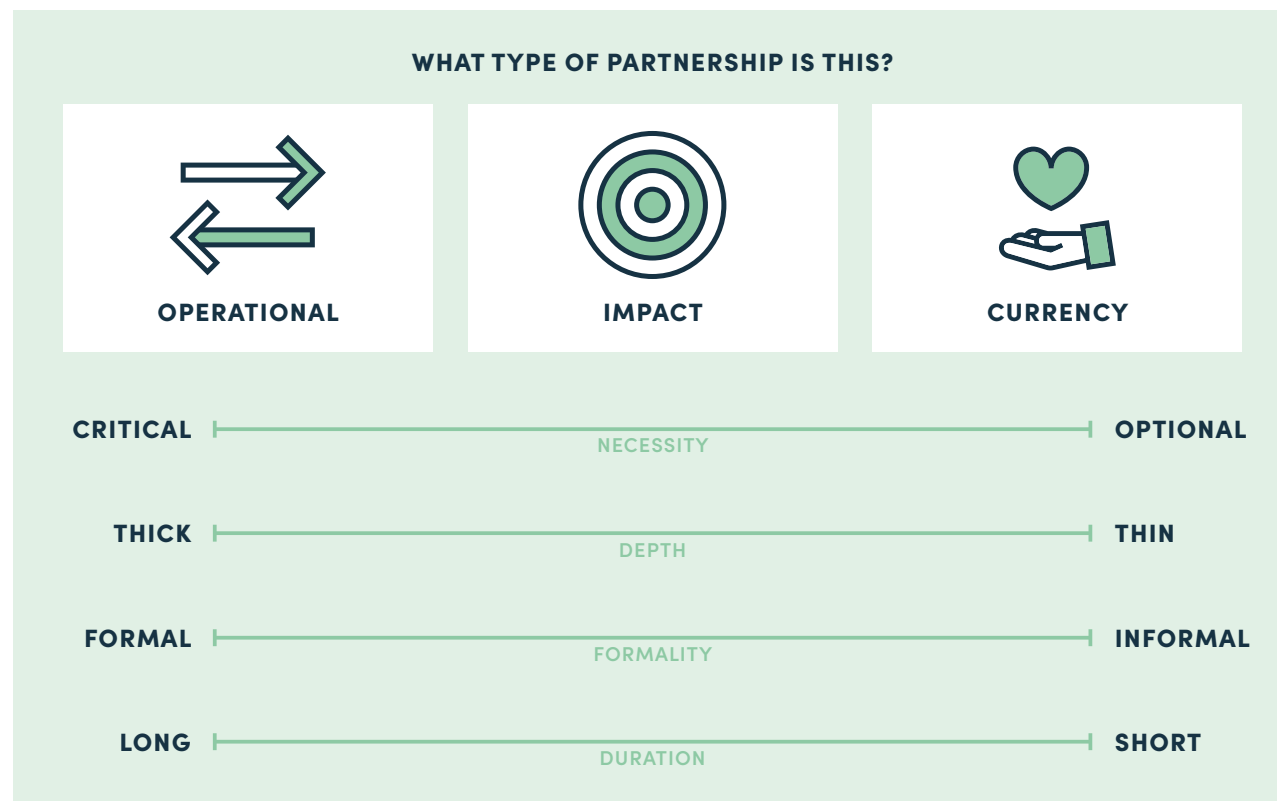 WHAT TYPE OF PARTNERSHIP IS THIS?
OPERATIONAL
IMPACT
CURRENCY
CRITICAL
NECESSITY
OPTIONAL
THICK
DEPTH
THIN
FORMAL
FORMALITY
INFORMAL
LONG
DURATION
SHORT